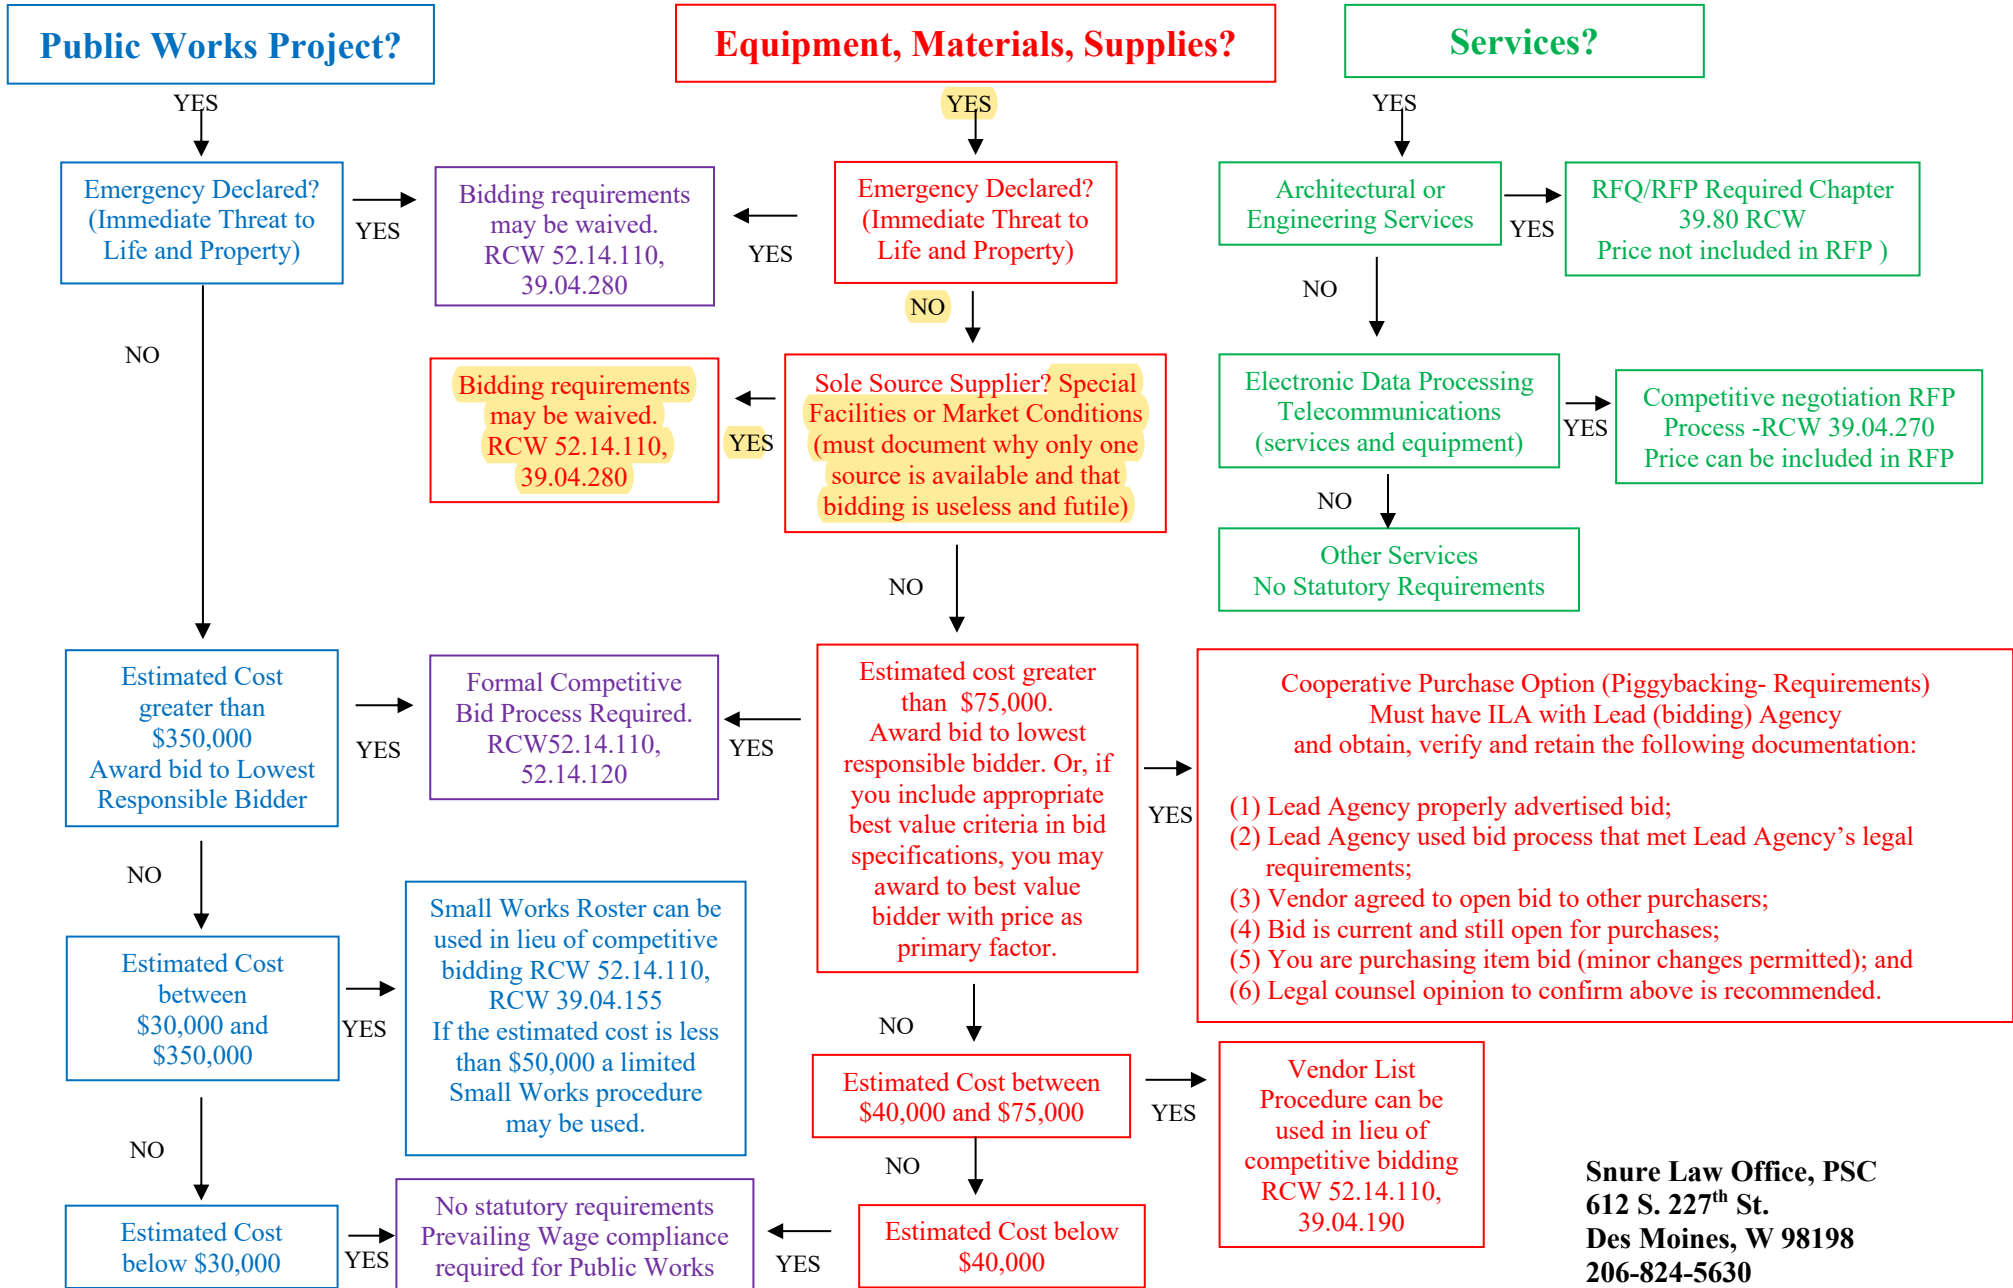 Public Works Project?
Equipment, Materials, Supplies?
Services?
YES
YES
YES
Emergency Declared?
(Immediate Threat to
Life and Property)
YES
Bidding requirements
may be waived.
RCW 52.14.110,
39.04.280
YES
Emergency Declared?
(Immediate Threat to
Life and Property)
Architectural or
Engineering Services
YES
RFQ/RFP Required Chapter
39.80 RCW
Price not included in RFP )
NO
NO
NO
Bidding requirements
may be waived.
RCW 52.14.110,
39.04.280
YES
Sole Source Supplier? Special
Facilities or Market Conditions
(must document why only one
source is available and that
bidding is useless and futile)
Electronic Data Processing
Telecommunications
(services and equipment)
YES
Competitive negotiation RFP
Process -RCW 39.04.270
Price can be included in RFP
NO
NO
Other Services
No Statutory Requirements
Estimated Cost
greater than
$350,000
Award bid to Lowest
Responsible Bidder
YES
Formal Competitive
Bid Process Required.
RCW52.14.110,
52.14.120
YES
Estimated cost greater
than  $75,000.
Award bid to lowest
responsible bidder. Or, if
you include appropriate
best value criteria in bid
specifications, you may
award to best value
bidder with price as
primary factor.
YES
Cooperative Purchase Option (Piggybacking- Requirements)
Must have ILA with Lead (bidding) Agency
and obtain, verify and retain the following documentation:
(1) Lead Agency properly advertised bid;
(2) Lead Agency used bid process that met Lead Agency’s legal
requirements;
(3) Vendor agreed to open bid to other purchasers;
(4) Bid is current and still open for purchases;
(5) You are purchasing item bid (minor changes permitted); and
(6) Legal counsel opinion to confirm above is recommended.
NO
Estimated Cost
between
$30,000 and
$350,000
YES
Small Works Roster can be
used in lieu of competitive
bidding RCW 52.14.110,
RCW 39.04.155
If the estimated cost is less
than $50,000 a limited
Small Works procedure
may be used.
NO
Estimated Cost between
$40,000 and $75,000
YES
Vendor List
Procedure can be
used in lieu of
competitive bidding
RCW 52.14.110,
39.04.190
NO
NO
Estimated Cost
below $30,000
YES
No statutory requirements
Prevailing Wage compliance
required for Public Works
YES
Estimated Cost below
$40,000
Snure Law Office, PSC
612 S. 227th St.
Des Moines, W 98198
206-824-5630